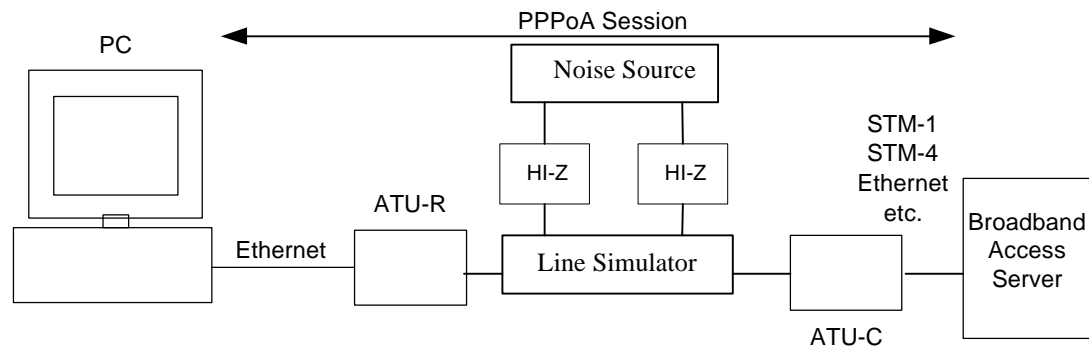 PPPoA Session
PC
Noise Source
STM-1
STM-4
Ethernet
etc.
HI-Z
HI-Z
ATU-R
Broadband
Access
Server
Ethernet
Line Simulator
ATU-C